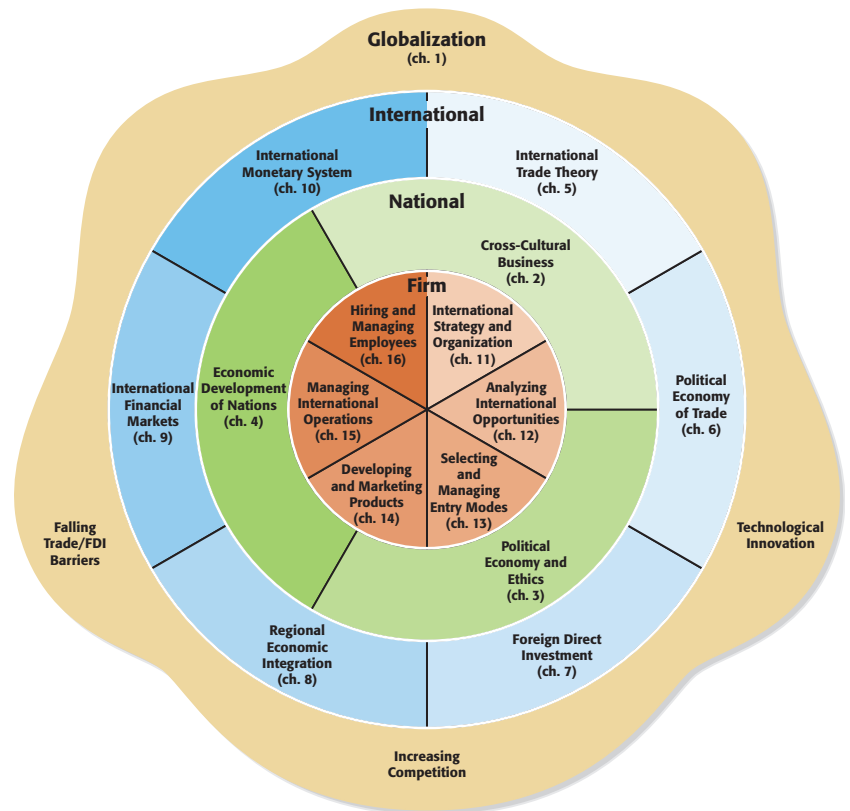 Globalization
(ch. 1)
International
International
Monetary System
(ch. 10)
International
Trade Theory
(ch. 5)
National
Cross-Cultural
Business
(ch. 2)
Firm
Hiring and
Managing
Employees
(ch. 16)
International
Strategy and
Organization
(ch. 11)
Economic
Development
of Nations
(ch. 4)
International
Financial
Markets
(ch. 9)
Managing
International
Operations
(ch. 15)
Analyzing
International
Opportunities
(ch. 12)
Political
Economy
of Trade
(ch. 6)
Developing
and Marketing
Products
(ch. 14)
Selecting
and
Managing
Entry Modes
(ch. 13)
Falling
Trade/FDI
Barriers
Technological
Innovation
Political
Economy and
Ethics
(ch. 3)
Regional
Economic
Integration
(ch. 8)
Foreign Direct
Investment
(ch. 7)
Increasing
Competition